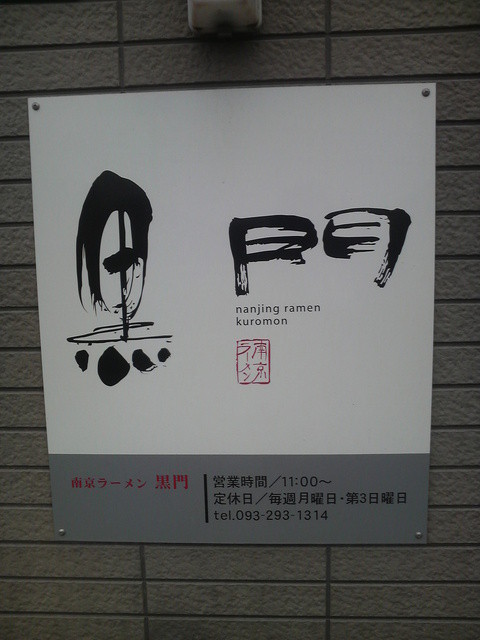 黒門
nanjing ramen
kuromon
南京
ラーメン
南京ラーメン 黒門
営業時間/11:00~
定休日/毎週月曜日・第3日曜日
tel.093-293-1314